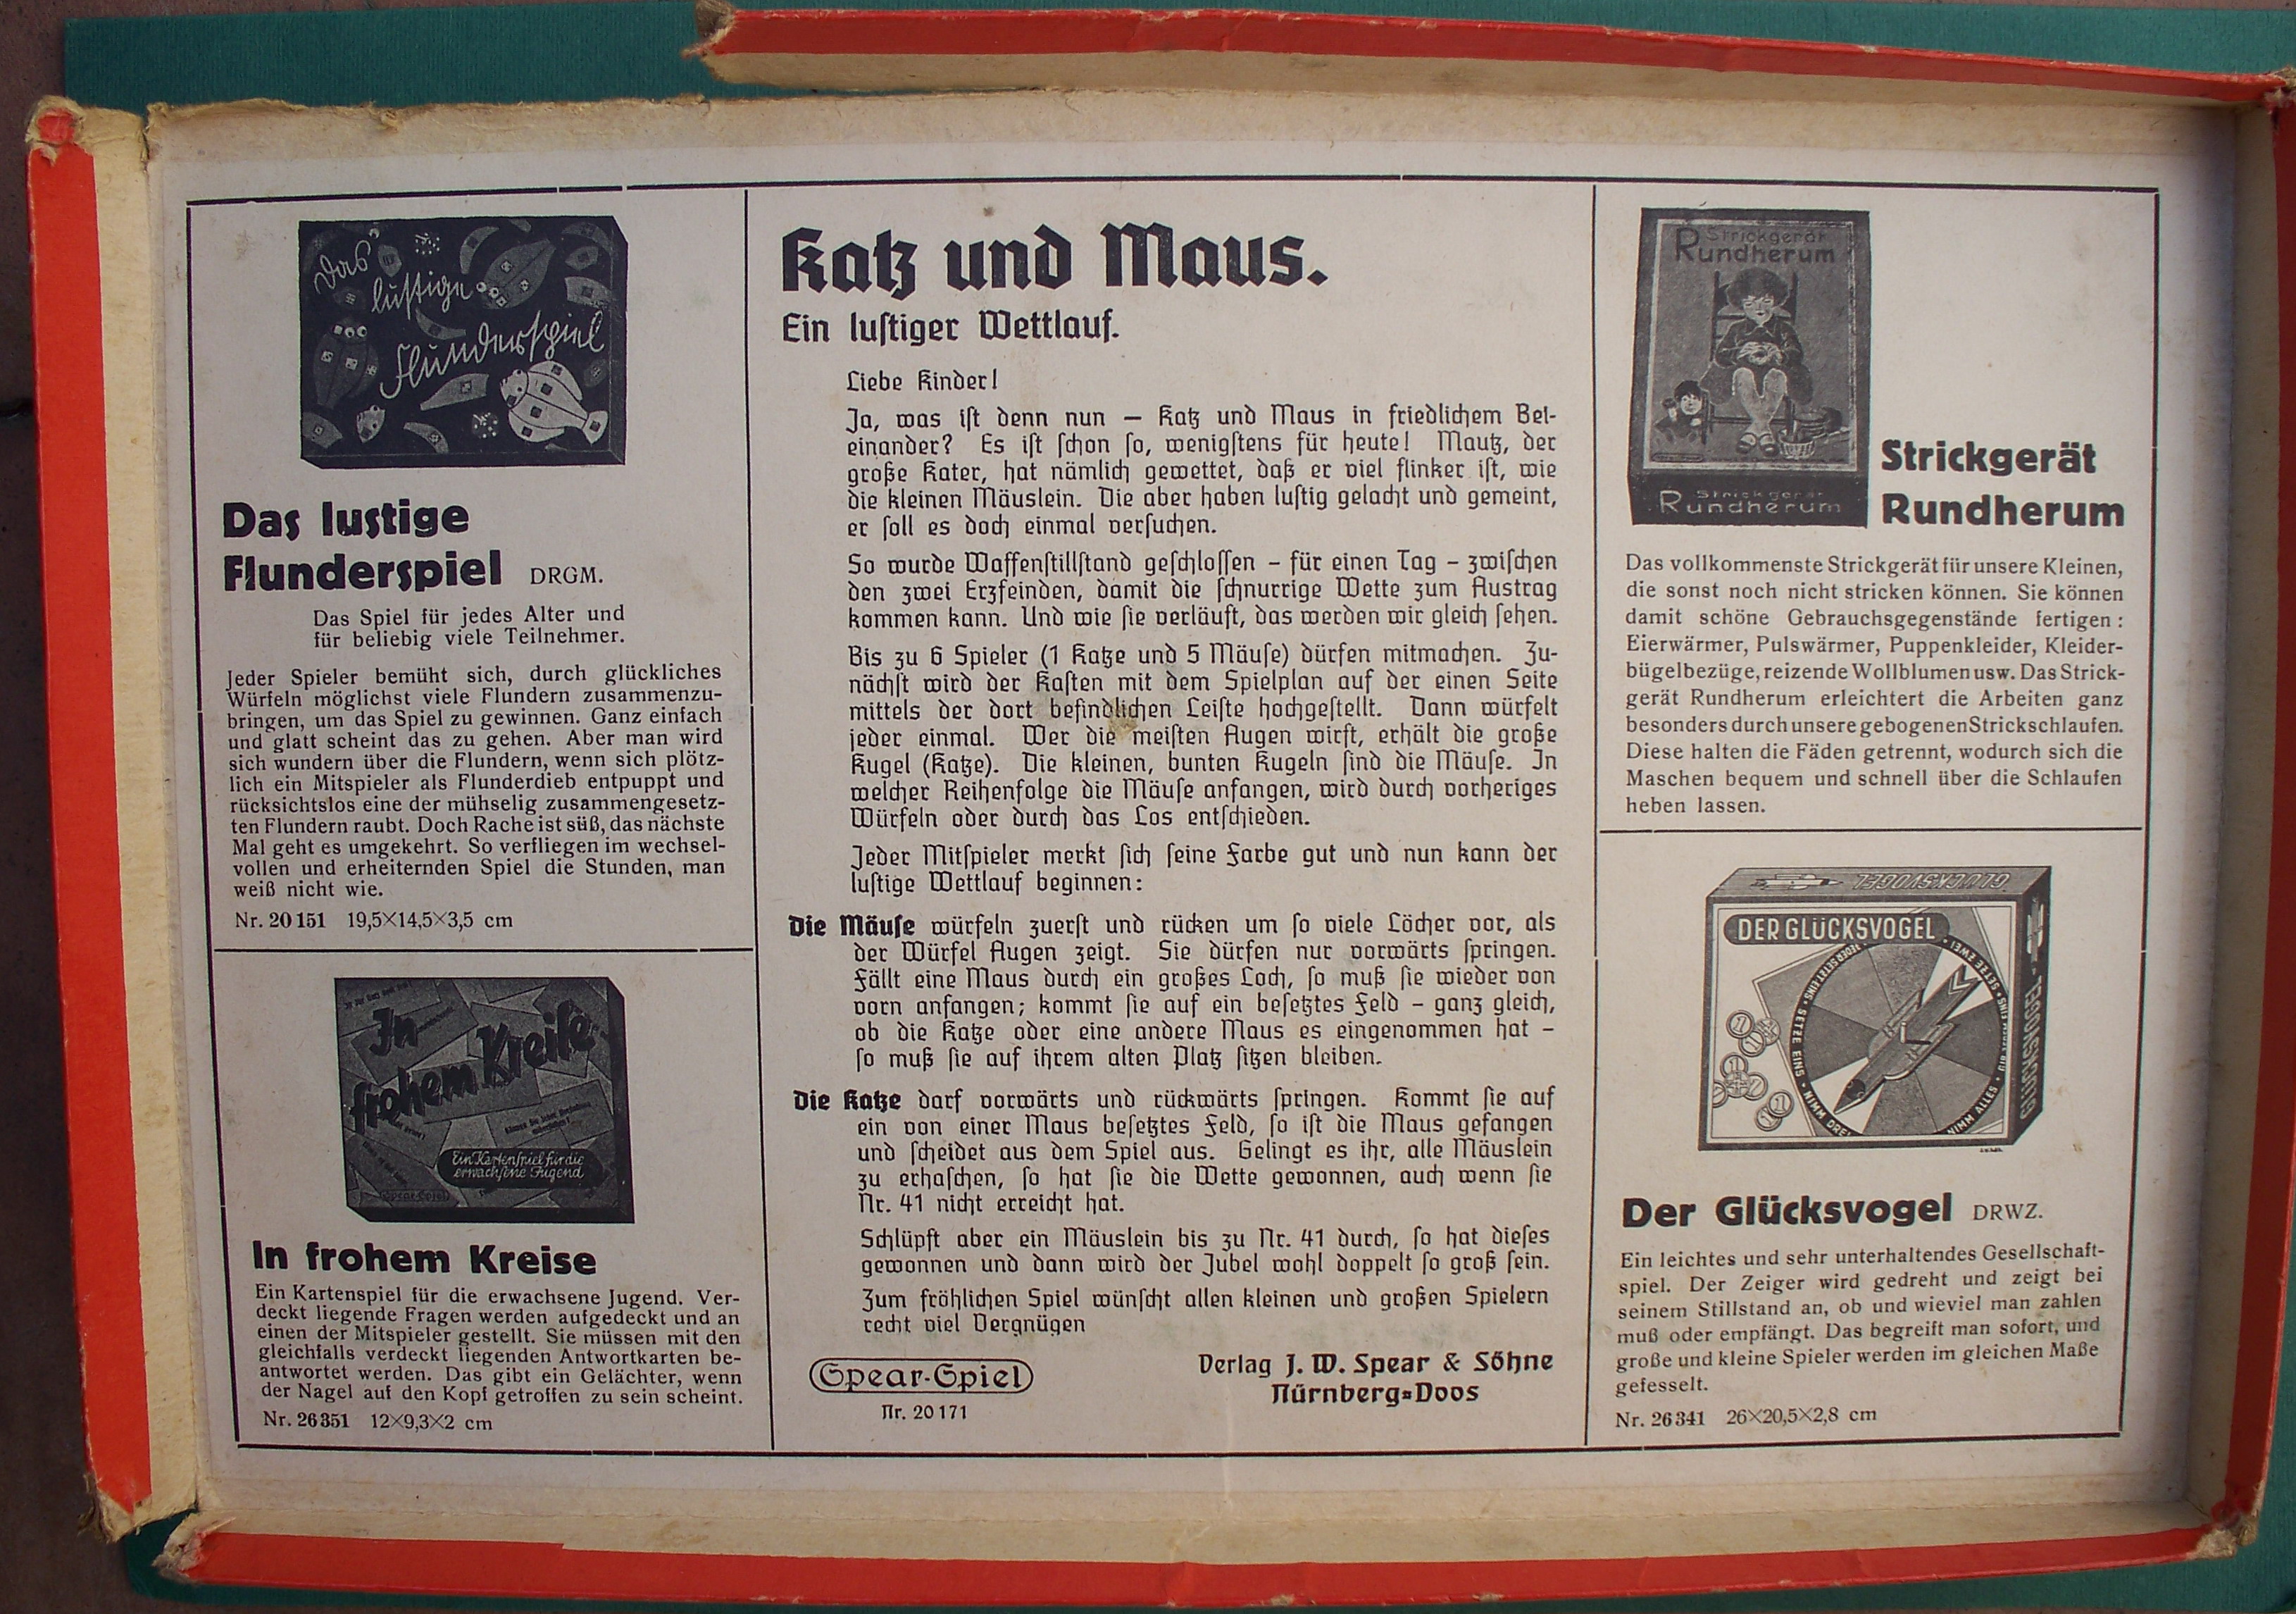 Das
lustige
Flunderspiel
Das lustige
Flunderspiel DRGM.
Das Spiel für jedes Alter und
für beliebig viele Teilnehmer.
Jeder Spieler bemüht sich, durch glückliches
Würfeln möglichst viele Flundern zusammenzu-
bringen, um das Spiel zu gewinnen. Ganz einfach
und glatt scheint das zu gehen. Aber man wird
sich wundern über die Flundern, wenn sich plötz-
lich ein Mitspieler als Flunderdieb entpuppt und
rücksichtslos eine der mühselig zusammengesetz-
ten Flundern raubt. Doch Rache ist süß, das nächste
Mal geht es umgekehrt. So verfliegen im wechsel-
vollen und erheiternden Spiel die Stunden, man
weiß nicht wie.
Nr. 20151 19,5×14,5×3,5 cm
In
frohem Kreise
Ein Kartenspiel für die
erwachsene Jugend
Spear-Spiel
In frohem Kreise
Ein Kartenspiel für die erwachsene Jugend. Ver-
deckt liegende Fragen werden aufgedeckt und an
einen der Mitspieler gestellt. Sie müssen mit den
gleichfalls verdeckt liegenden Antwortkarten be-
antwortet werden. Das gibt ein Gelächter, wenn
der Nagel auf den Kopf getroffen zu sein scheint.
Nr. 26351 12×9,3×2 cm
Katz und Maus.
Ein luſtiger Wettlauf.
Liebe Kinder!
Ja, was iſt denn nun – Katz und Maus in friedlichem Bei-
einander? Es iſt ſchon ſo, wenigſtens für heute! Mautz, der
große Kater, hat nämlich gewettet, daß er viel flinker iſt, wie
die kleinen Mäuslein. Die aber haben luſtig gelacht und gemeint,
er ſoll es doch einmal verſuchen.
So wurde Waffenſtillſtand geſchloſſen – für einen Tag – zwiſchen
den zwei Erzfeinden, damit die ſchnurrige Wette zum Austrag
kommen kann. Und wie ſie verläuft, das werden wir gleich ſehen.
Bis zu 6 Spieler (1 Katze und 5 Mäuſe) dürfen mitmachen. Zu-
nächſt wird der Kaſten mit dem Spielplan auf der einen Seite
mittels der dort befindlichen Leiſte hochgeſtellt. Dann würfelt
jeder einmal. Wer die meiſten Augen wirft, erhält die große
Kugel (Katze). Die kleinen, bunten Kugeln ſind die Mäuſe. In
welcher Reihenfolge die Mäuſe anfangen, wird durch vorheriges
Würfeln oder durch das Los entſchieden.
Jeder Mitſpieler merkt ſich ſeine Farbe gut und nun kann der
luſtige Wettlauf beginnen:
Die Mäuſe würfeln zuerſt und rücken um ſo viele Löcher vor, als
der Würfel Augen zeigt. Sie dürfen nur vorwärts ſpringen.
Fällt eine Maus durch ein großes Loch, ſo muß ſie wieder von
vorn anfangen; kommt ſie auf ein beſetztes Feld – ganz gleich,
ob die Katze oder eine andere Maus es eingenommen hat –
ſo muß ſie auf ihrem alten Platz ſitzen bleiben.
Die Katze darf vorwärts und rückwärts ſpringen. Kommt ſie auf
ein von einer Maus beſetztes Feld, ſo iſt die Maus gefangen
und ſcheidet aus dem Spiel aus. Gelingt es ihr, alle Mäuslein
zu erhaſchen, ſo hat ſie die Wette gewonnen, auch wenn ſie
Nr. 41 nicht erreicht hat.
Schlüpft aber ein Mäuslein bis zu Nr. 41 durch, ſo hat dieſes
gewonnen und dann wird der Jubel wohl doppelt ſo groß ſein.
Zum fröhlichen Spiel wünſcht allen kleinen und großen Spielern
recht viel Vergnügen
Spear-Spiel
Nr. 20171
Verlag J. W. Spear & Söhne
Nürnberg-Doos
Strickgerät
Rundherum
Strickgerät
Rundherum
Strickgerät
Rundherum
Das vollkommenste Strickgerät für unsere Kleinen,
die sonst noch nicht stricken können. Sie können
damit schöne Gebrauchsgegenstände fertigen:
Eierwärmer, Pulswärmer, Puppenkleider, Kleider-
bügelbezüge, reizende Wollblumen usw. Das Strick-
gerät Rundherum erleichtert die Arbeiten ganz
besonders durch unsere gebogenen Strickschlaufen.
Diese halten die Fäden getrennt, wodurch sich die
Maschen bequem und schnell über die Schlaufen
heben lassen.
GLÜCKSVOGEL
DER GLÜCKSVOGEL
GLÜCKSVOGEL
SETZE ZWEI
SETZE EINS
NIMM DREI
NIMM ALLES
Der Glücksvogel DRWZ.
Ein leichtes und sehr unterhaltendes Gesellschaft-
spiel. Der Zeiger wird gedreht und zeigt bei
seinem Stillstand an, ob und wieviel man zahlen
muß oder empfängt. Das begreift man sofort, und
große und kleine Spieler werden im gleichen Maße
gefesselt.
Nr. 26341 26×20,5×2,8 cm